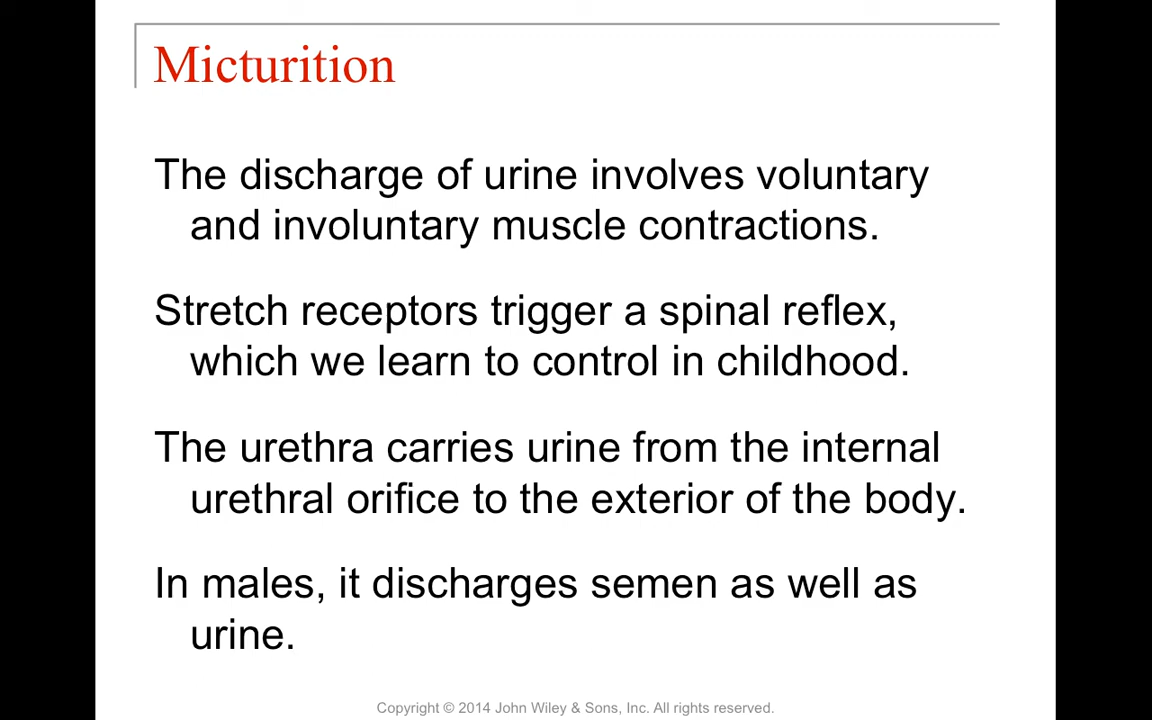 Micturition
The discharge of urine involves voluntary
and involuntary muscle contractions.
Stretch receptors trigger a spinal reflex,
which we learn to control in childhood.
The urethra carries urine from the internal
urethral orifice to the exterior of the body.
In males, it discharges semen as well as
urine.
Copyright © 2014 John Wiley & Sons, Inc. All rights reserved.